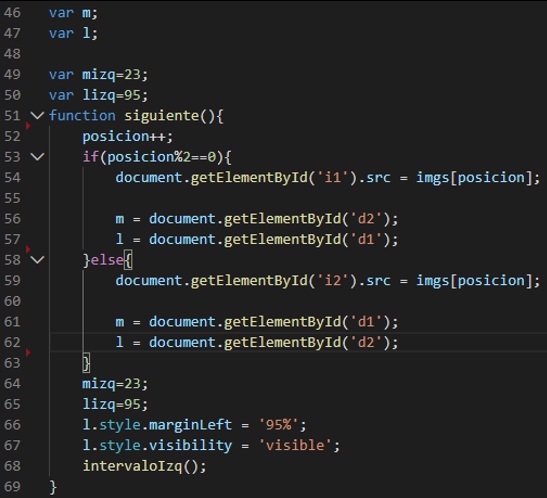 46 var m;
47 var l;
48
49 var mizq=23;
50 var lizq=95;
51 function siguiente(){
52     posicion++;
53     if(posicion%2==0){
54         document.getElementById('i1').src = imgs[posicion];
55
56         m = document.getElementById('d2');
57         l = document.getElementById('d1');
58     }else{
59         document.getElementById('i2').src = imgs[posicion];
60
61         m = document.getElementById('d1');
62         l = document.getElementById('d2');
63     }
64     mizq=23;
65     lizq=95;
66     l.style.marginLeft = '95%';
67     l.style.visibility = 'visible';
68     intervaloIzq();
69 }